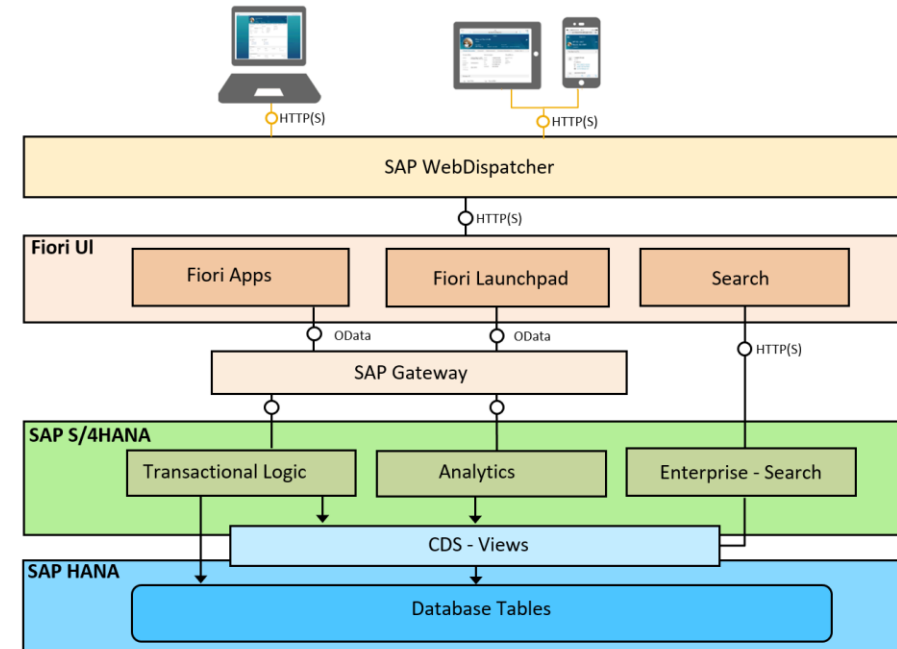 HTTP(S)
HTTP(S)
SAP WebDispatcher
HTTP(S)
Fiori UI
Fiori Apps
Fiori Launchpad
Search
OData
OData
HTTP(S)
SAP Gateway
SAP S/4HANA
Transactional Logic
Analytics
Enterprise - Search
CDS - Views
SAP HANA
Database Tables